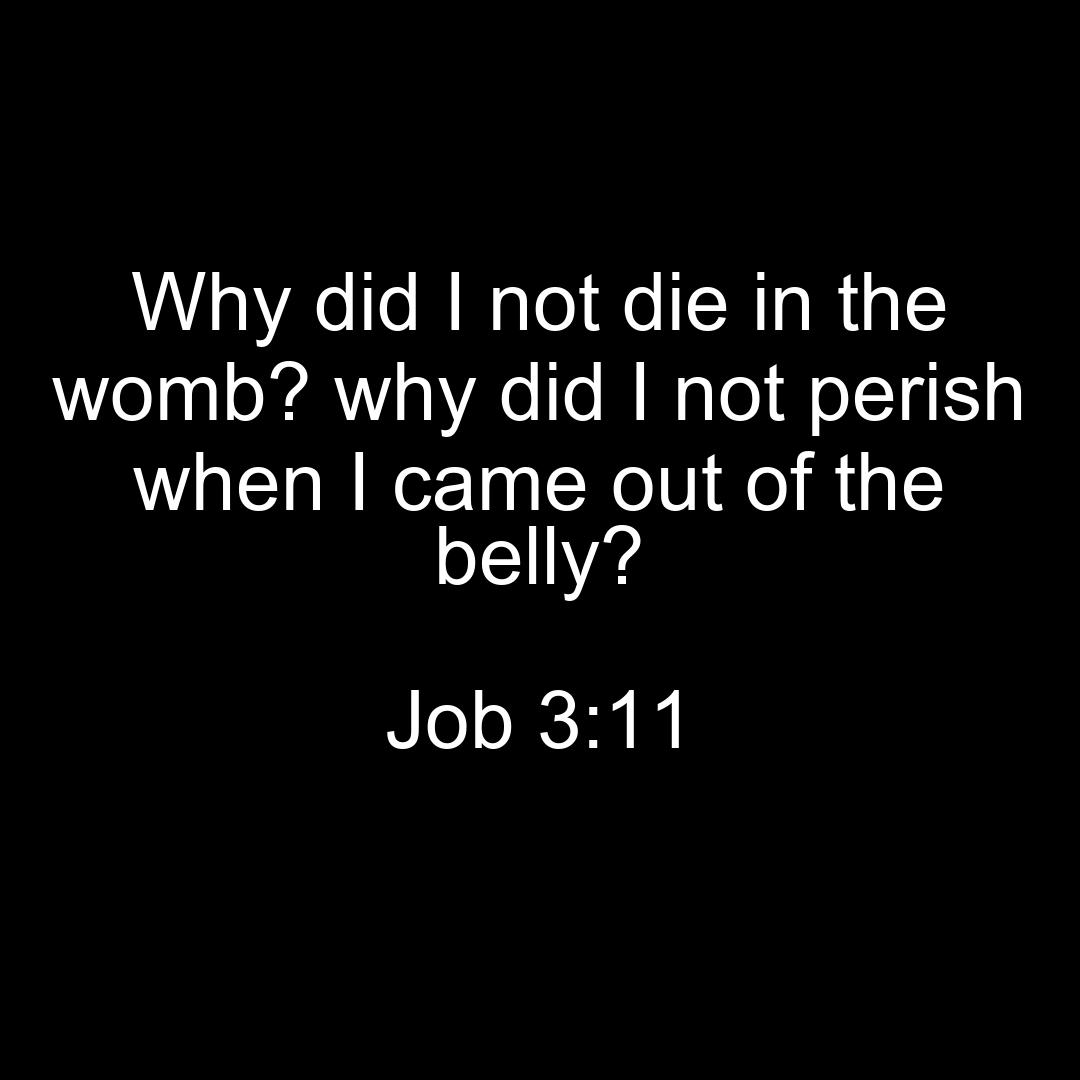 Why did I not die in the
womb? why did I not perish
when I came out of the
belly?
Job 3:11